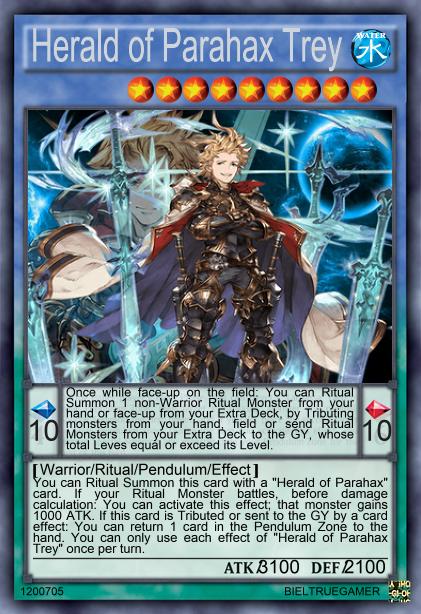 Herald of Parahax Trey
WATER
水
Once while face-up on the field: You can Ritual
Summon 1 non-Warrior Ritual Monster from your
hand or face-up from your Extra Deck, by Tributing
monsters from your hand, field or send Ritual
Monsters from your Extra Deck to the GY, whose
total Leves equal or exceed its Level.
10
10
[Warrior/Ritual/Pendulum/Effect]
You can Ritual Summon this card with a "Herald of Parahax"
card. If your Ritual Monster battles, before damage
calculation: You can activate this effect; that monster gains
1000 ATK. If this card is Tributed or sent to the GY by a card
effect: You can return 1 card in the Pendulum Zone to the
hand. You can only use each effect of "Herald of Parahax
Trey" once per turn.
ATK/3100 DEF/2100
1200705
BIELTRUEGAMER